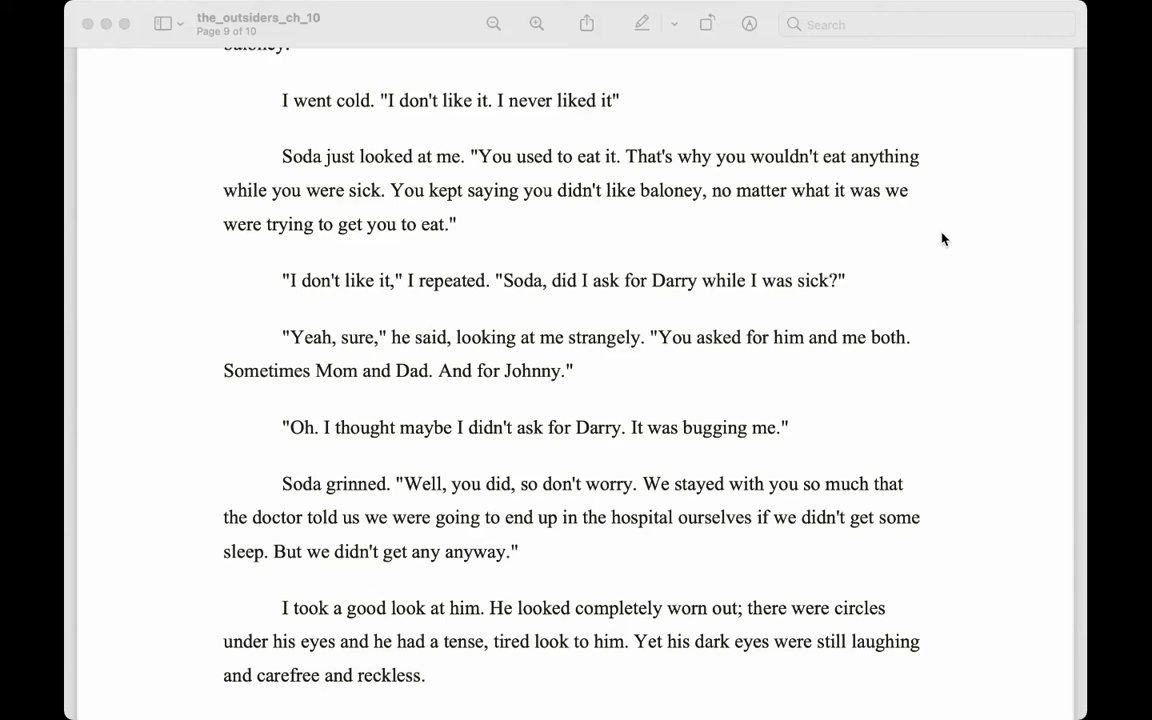 the_outsiders_ch_10
Page 9 of 10
Search
baloney."
I went cold. "I don't like it. I never liked it"
Soda just looked at me. "You used to eat it. That's why you wouldn't eat anything
while you were sick. You kept saying you didn't like baloney, no matter what it was we
were trying to get you to eat."
"I don't like it," I repeated. "Soda, did I ask for Darry while I was sick?"
"Yeah, sure," he said, looking at me strangely. "You asked for him and me both.
Sometimes Mom and Dad. And for Johnny."
"Oh. I thought maybe I didn't ask for Darry. It was bugging me."
Soda grinned. "Well, you did, so don't worry. We stayed with you so much that
the doctor told us we were going to end up in the hospital ourselves if we didn't get some
sleep. But we didn't get any anyway."
I took a good look at him. He looked completely worn out; there were circles
under his eyes and he had a tense, tired look to him. Yet his dark eyes were still laughing
and carefree and reckless.